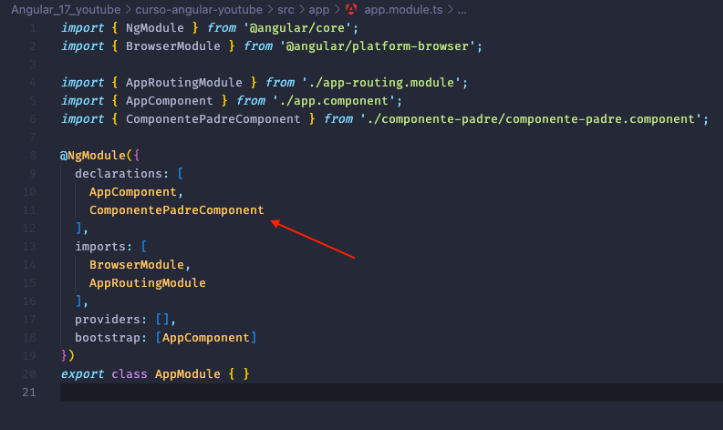 Angular_17_youtube > curso-angular-youtube > src > app > app.module.ts > ...
1 import { NgModule } from '@angular/core';
2 import { BrowserModule } from '@angular/platform-browser';
3
4 import { AppRoutingModule } from './app-routing.module';
5 import { AppComponent } from './app.component';
6 import { ComponentePadreComponent } from './componente-padre/componente-padre.component';
7
8 @NgModule({
9   declarations: [
10     AppComponent,
11     ComponentePadreComponent
12   ],
13   imports: [
14     BrowserModule,
15     AppRoutingModule
16   ],
17   providers: [],
18   bootstrap: [AppComponent]
19 })
20 export class AppModule { }
21